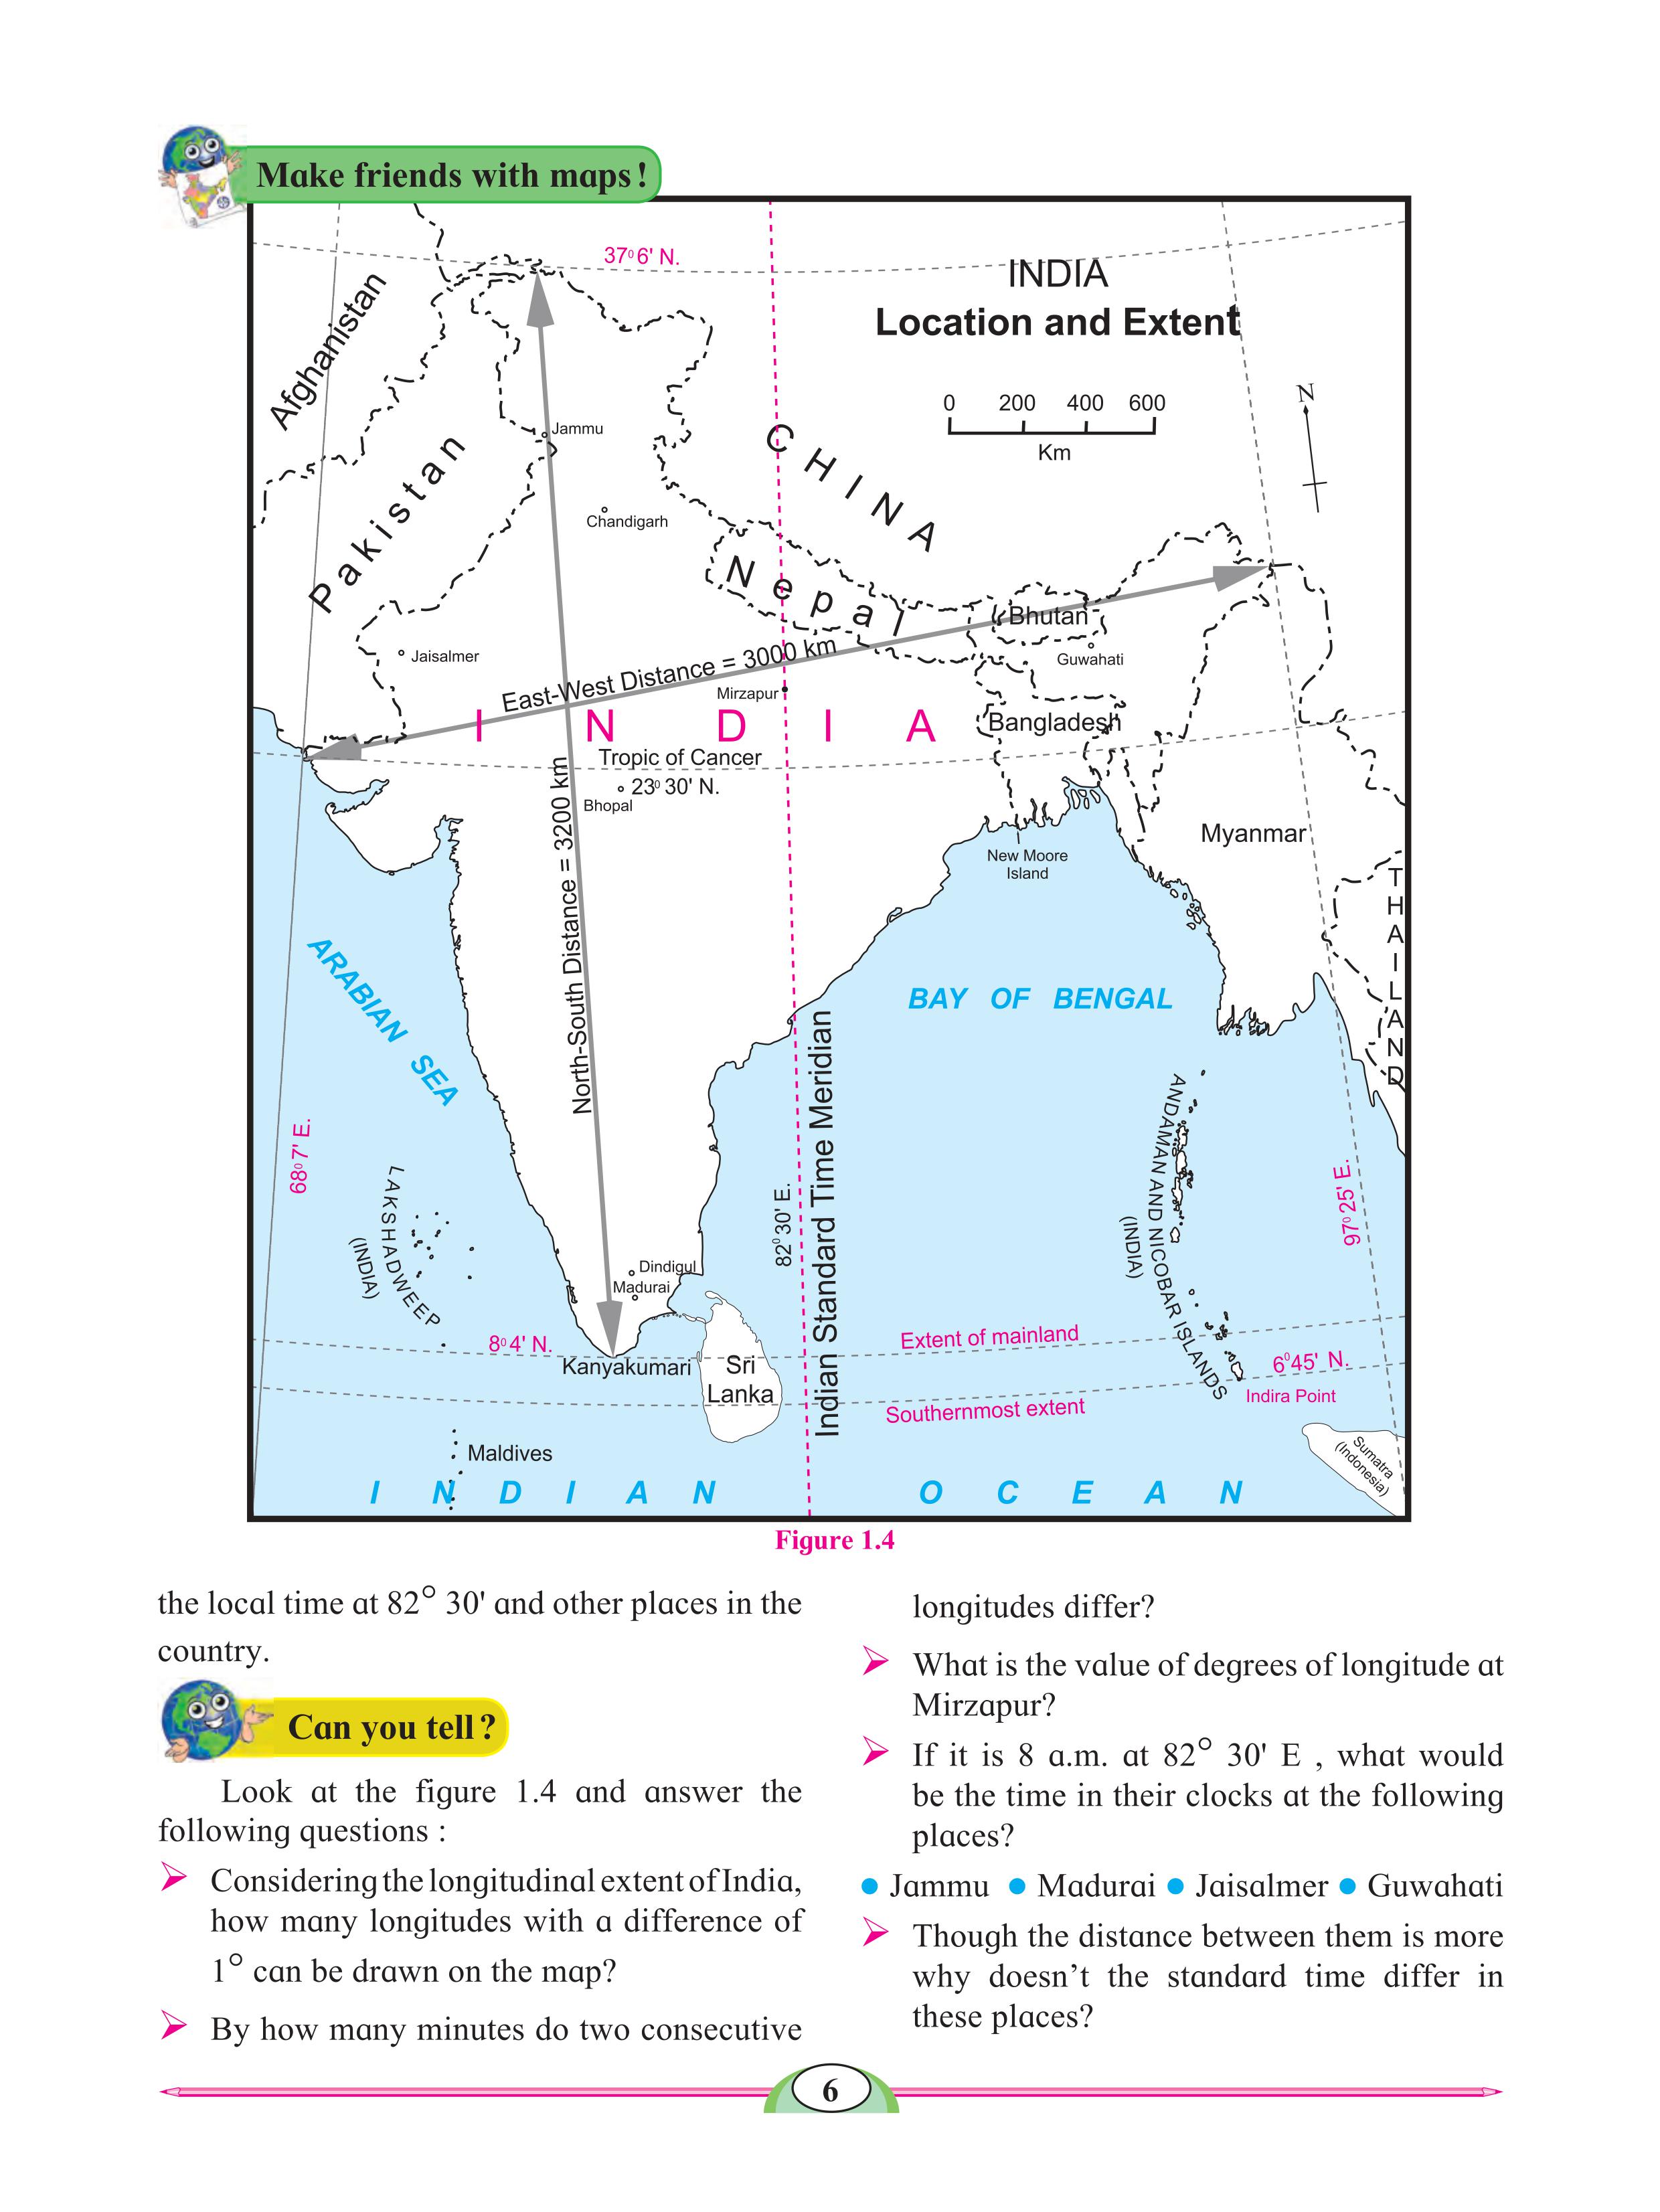 Make friends with maps!
37° 6' N.
INDIA
Location and Extent
0 200 400 600
Km
N
Afghanistan
Pakistan
CHINA
Jammu
Chandigarh
Nepal
Bhutan
Guwahati
Jaisalmer
East-West Distance = 3000 km
Mirzapur
INDIA
Bangladesh
Tropic of Cancer
23° 30' N.
Bhopal
North-South Distance = 3200 km
Myanmar
New Moore
Island
THAILAND
ARABIAN SEA
BAY OF BENGAL
Indian Standard Time Meridian
82° 30' E.
68° 7' E.
97° 25' E.
LAKSHADWEEP
(INDIA)
ANDAMAN AND NICOBAR ISLANDS
(INDIA)
Dindigul
Madurai
8° 4' N.
Extent of mainland
Kanyakumari
Sri
Lanka
6° 45' N.
Indira Point
Southernmost extent
Maldives
Sumatra
(Indonesia)
INDIAN OCEAN
Figure 1.4
the local time at 82° 30' and other places in the
country.
Can you tell?
Look at the figure 1.4 and answer the
following questions :
Considering the longitudinal extent of India,
how many longitudes with a difference of
1° can be drawn on the map?
By how many minutes do two consecutive
longitudes differ?
What is the value of degrees of longitude at
Mirzapur?
If it is 8 a.m. at 82° 30' E , what would
be the time in their clocks at the following
places?
● Jammu ● Madurai ● Jaisalmer ● Guwahati
Though the distance between them is more
why doesn’t the standard time differ in
these places?
6